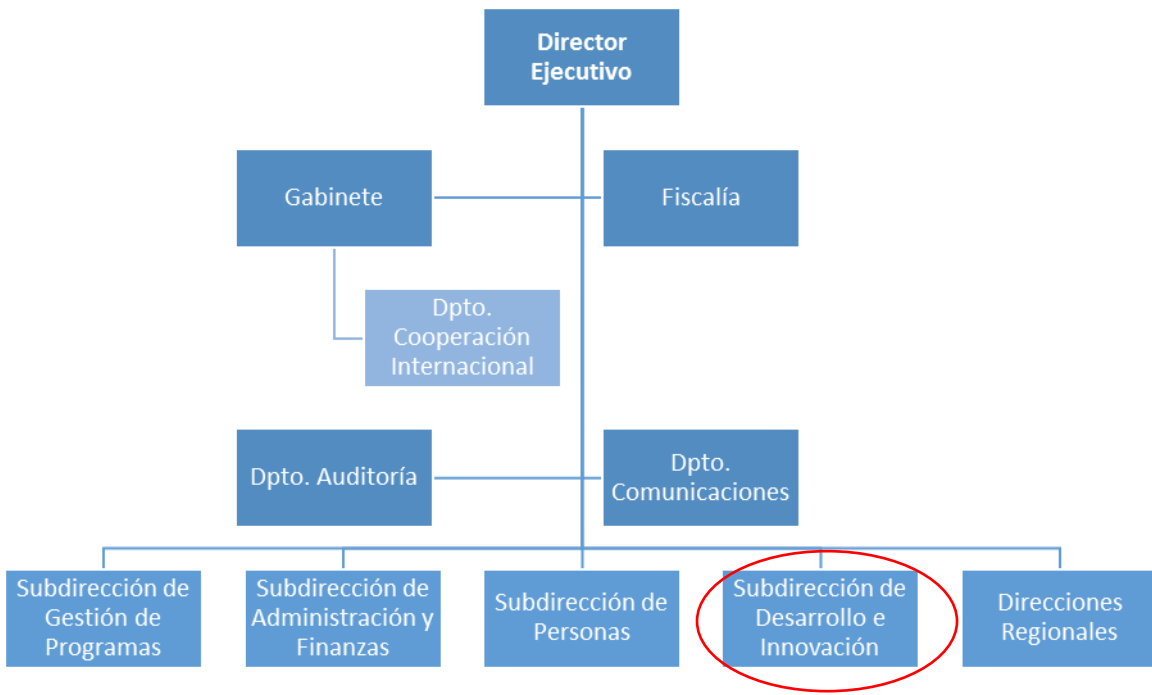 Director
Ejecutivo
Gabinete
Fiscalía
Dpto.
Cooperación
Internacional
Dpto. Auditoría
Dpto.
Comunicaciones
Subdirección de
Gestión de
Programas
Subdirección de
Administración y
Finanzas
Subdirección de
Personas
Subdirección de
Desarrollo e
Innovación
Direcciones
Regionales